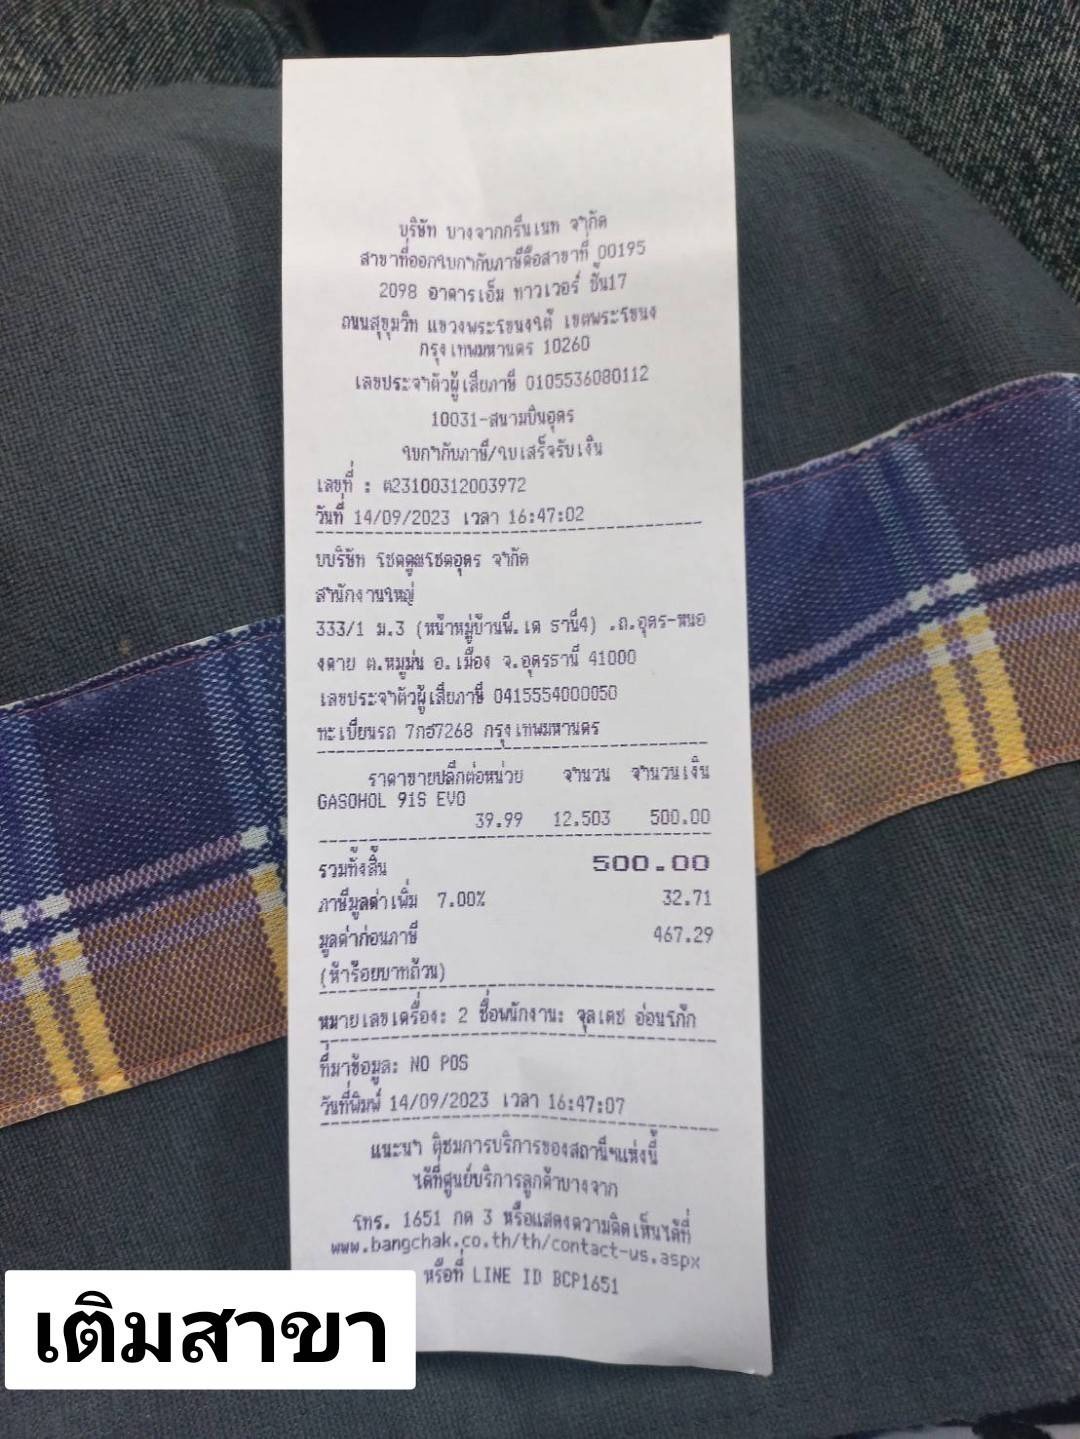 บริษัท บางจากกรีนเนท จำกัด
สาขาที่ออกใบกำกับภาษีคือสาขาที่ 00195
2098 อาคารเอ็ม ทาวเวอร์ ชั้น17
ถนนสุขุมวิท แขวงพระโขนงใต้ เขตพระโขนง
กรุงเทพมหานคร 10260
เลขประจำตัวผู้เสียภาษี 0105536080112
10031-สนามบินอุดร
ใบกำกับภาษี/ใบเสร็จรับเงิน
เลขที่ : ต23100312003972
วันที่ 14/09/2023 เวลา 16:47:02
บบริษัท โชคคูณโชคอุดร จำกัด
สำนักงานใหญ่
333/1 ม.3 (หน้าหมู่บ้านวี.เค ธานี4) .ถ.อุดร-หนอ
งคาย ต.หมูม่น อ.เมือง จ.อุดรธานี 41000
เลขประจำตัวผู้เสียภาษี 0415554000050
ทะเบียนรถ 7กฮ7268 กรุงเทพมหานคร
ราคาขายปลีกต่อหน่วย จำนวน จำนวนเงิน
GASOHOL 91S EVO
39.99 12.503 500.00
รวมทั้งสิ้น 500.00
ภาษีมูลค่าเพิ่ม 7.00% 32.71
มูลค่าก่อนภาษี 467.29
(ห้าร้อยบาทถ้วน)
หมายเลขเครื่อง: 2 ชื่อพนักงาน: จุลเดช อ่อนโก๊ก
ที่มาข้อมูล: NO POS
วันที่พิมพ์ 14/09/2023 เวลา 16:47:07
แนะนำ ติชมการบริการของสถานีฯแห่งนี้
ได้ที่ศูนย์บริการลูกค้าบางจาก
โทร. 1651 กด 3 หรือแสดงความคิดเห็นได้ที่
www.bangchak.co.th/th/contact-us.aspx
หรือที่ LINE ID BCP1651
เติมสาขา